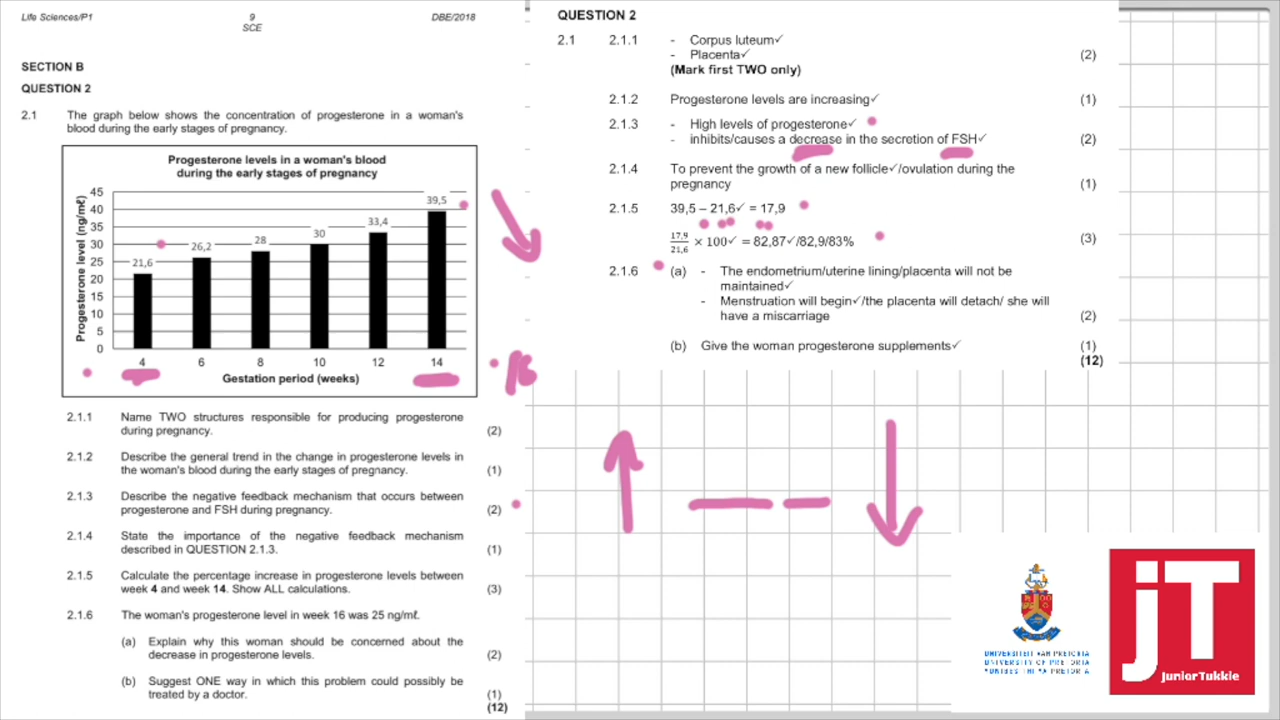 Life Sciences/P1
9
SCE
DBE/2018
SECTION B
QUESTION 2
2.1 The graph below shows the concentration of progesterone in a woman's
blood during the early stages of pregnancy.
Progesterone levels in a woman's blood
during the early stages of pregnancy
Progesterone level (ng/mℓ)
45
40
35
30
25
20
15
10
5
0
21,6
26,2
28
30
33,4
39,5
4 6 8 10 12 14
Gestation period (weeks)
16
2.1.1 Name TWO structures responsible for producing progesterone
during pregnancy. (2)
2.1.2 Describe the general trend in the change in progesterone levels in
the woman's blood during the early stages of pregnancy. (1)
2.1.3 Describe the negative feedback mechanism that occurs between
progesterone and FSH during pregnancy. (2)
2.1.4 State the importance of the negative feedback mechanism
described in QUESTION 2.1.3. (1)
2.1.5 Calculate the percentage increase in progesterone levels between
week 4 and week 14. Show ALL calculations. (3)
2.1.6 The woman's progesterone level in week 16 was 25 ng/mℓ.
(a) Explain why this woman should be concerned about the
decrease in progesterone levels. (2)
(b) Suggest ONE way in which this problem could possibly be
treated by a doctor. (1)
(12)
QUESTION 2
2.1 2.1.1 - Corpus luteum✓
- Placenta✓ (2)
(Mark first TWO only)
2.1.2 Progesterone levels are increasing✓ (1)
2.1.3 - High levels of progesterone✓
- inhibits/causes a decrease in the secretion of FSH✓ (2)
2.1.4 To prevent the growth of a new follicle✓/ovulation during the
pregnancy (1)
2.1.5 39,5 – 21,6✓ = 17,9
17,9/21,6 × 100✓ = 82,87✓/82,9/83% (3)
2.1.6 (a) - The endometrium/uterine lining/placenta will not be
maintained✓
- Menstruation will begin✓/the placenta will detach/ she will
have a miscarriage (2)
(b) Give the woman progesterone supplements✓ (1)
(12)
UNIVERSITEIT VAN PRETORIA
UNIVERSITY OF PRETORIA
YUNIBESITHI YA PRETORIA
jT
JuniorTukkie